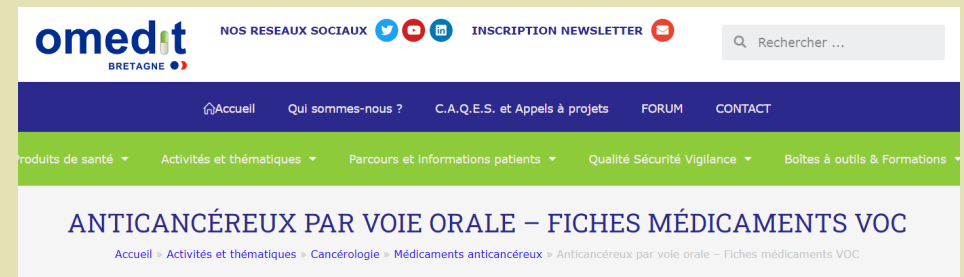 omedit
BRETAGNE
NOS RESEAUX SOCIAUX
INSCRIPTION NEWSLETTER
Rechercher ...
Accueil Qui sommes-nous ? C.A.Q.E.S. et Appels à projets FORUM CONTACT
Produits de santé Activités et thématiques Parcours et informations patients Qualité Sécurité Vigilance Boîtes à outils & Formations
ANTICANCÉREUX PAR VOIE ORALE – FICHES MÉDICAMENTS VOC
Accueil » Activités et thématiques » Cancérologie » Médicaments anticancéreux » Anticancéreux par voie orale – Fiches médicaments VOC